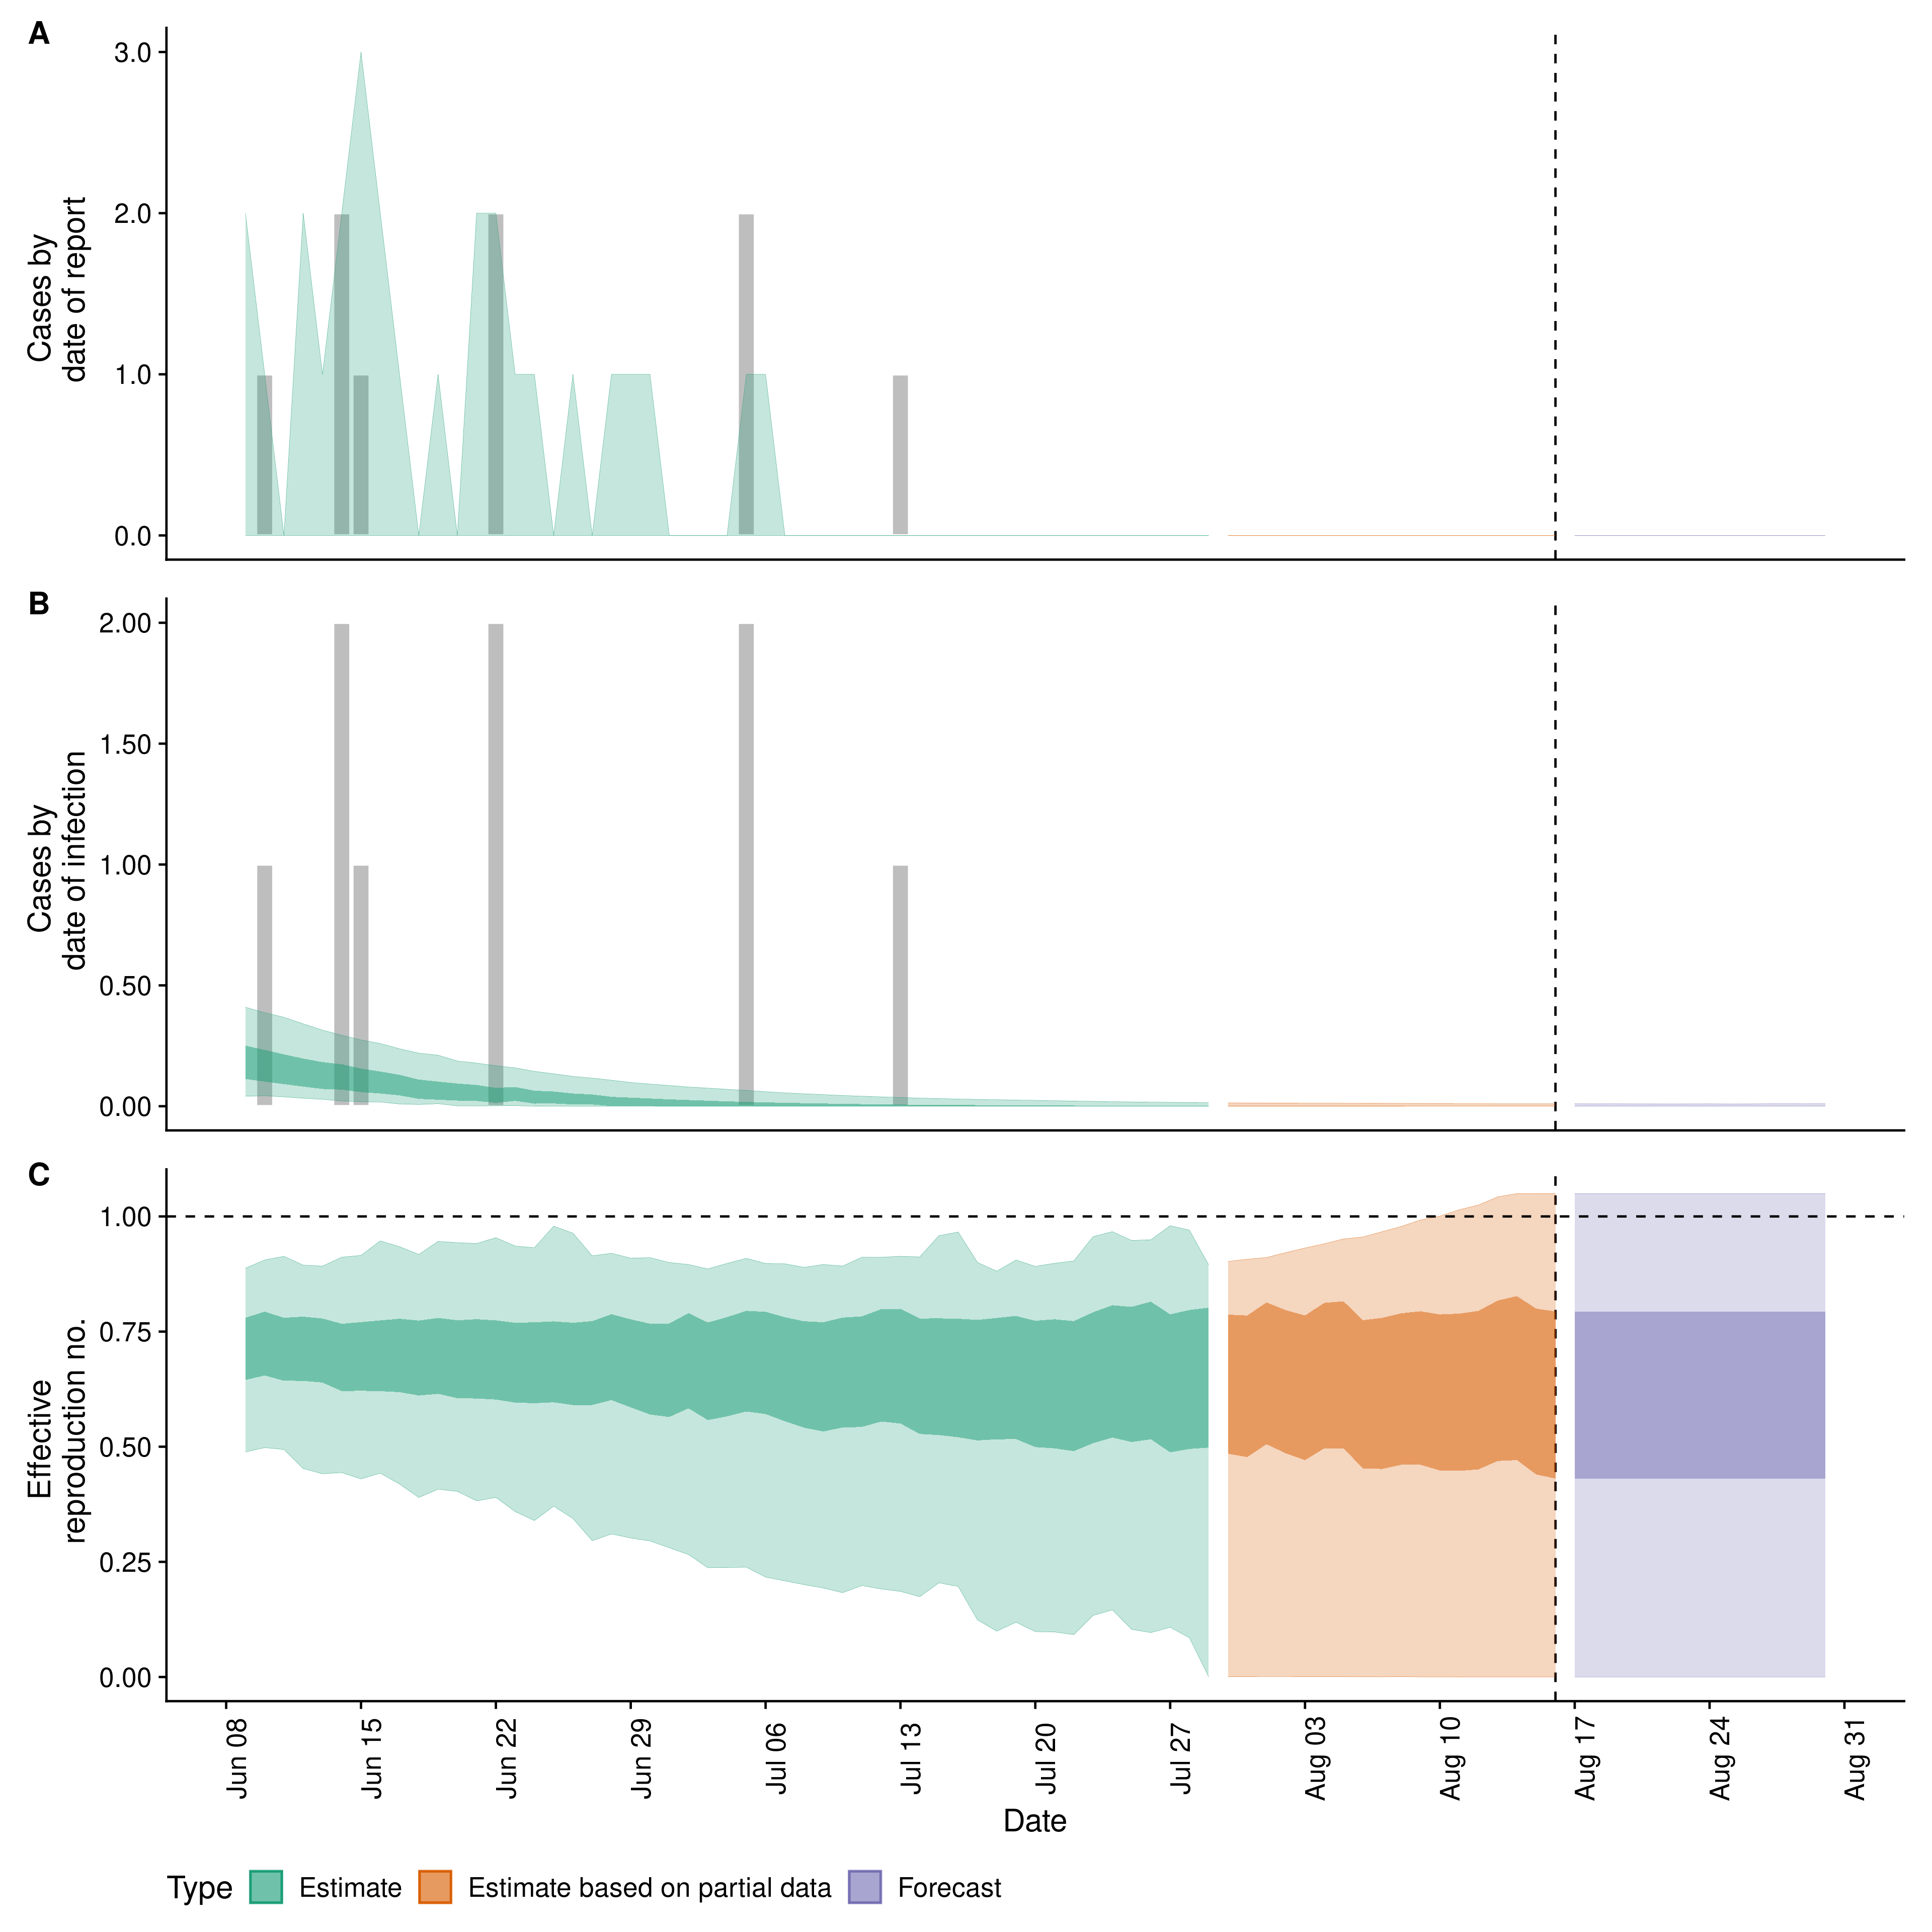 A
Cases by
date of report
3.0
2.0
1.0
0.0
B
Cases by
date of infection
2.00
1.50
1.00
0.50
0.00
C
Effective
reproduction no.
1.00
0.75
0.50
0.25
0.00
Jun 08
Jun 15
Jun 22
Jun 29
Jul 06
Jul 13
Jul 20
Jul 27
Aug 03
Aug 10
Aug 17
Aug 24
Aug 31
Date
Type Estimate Estimate based on partial data Forecast